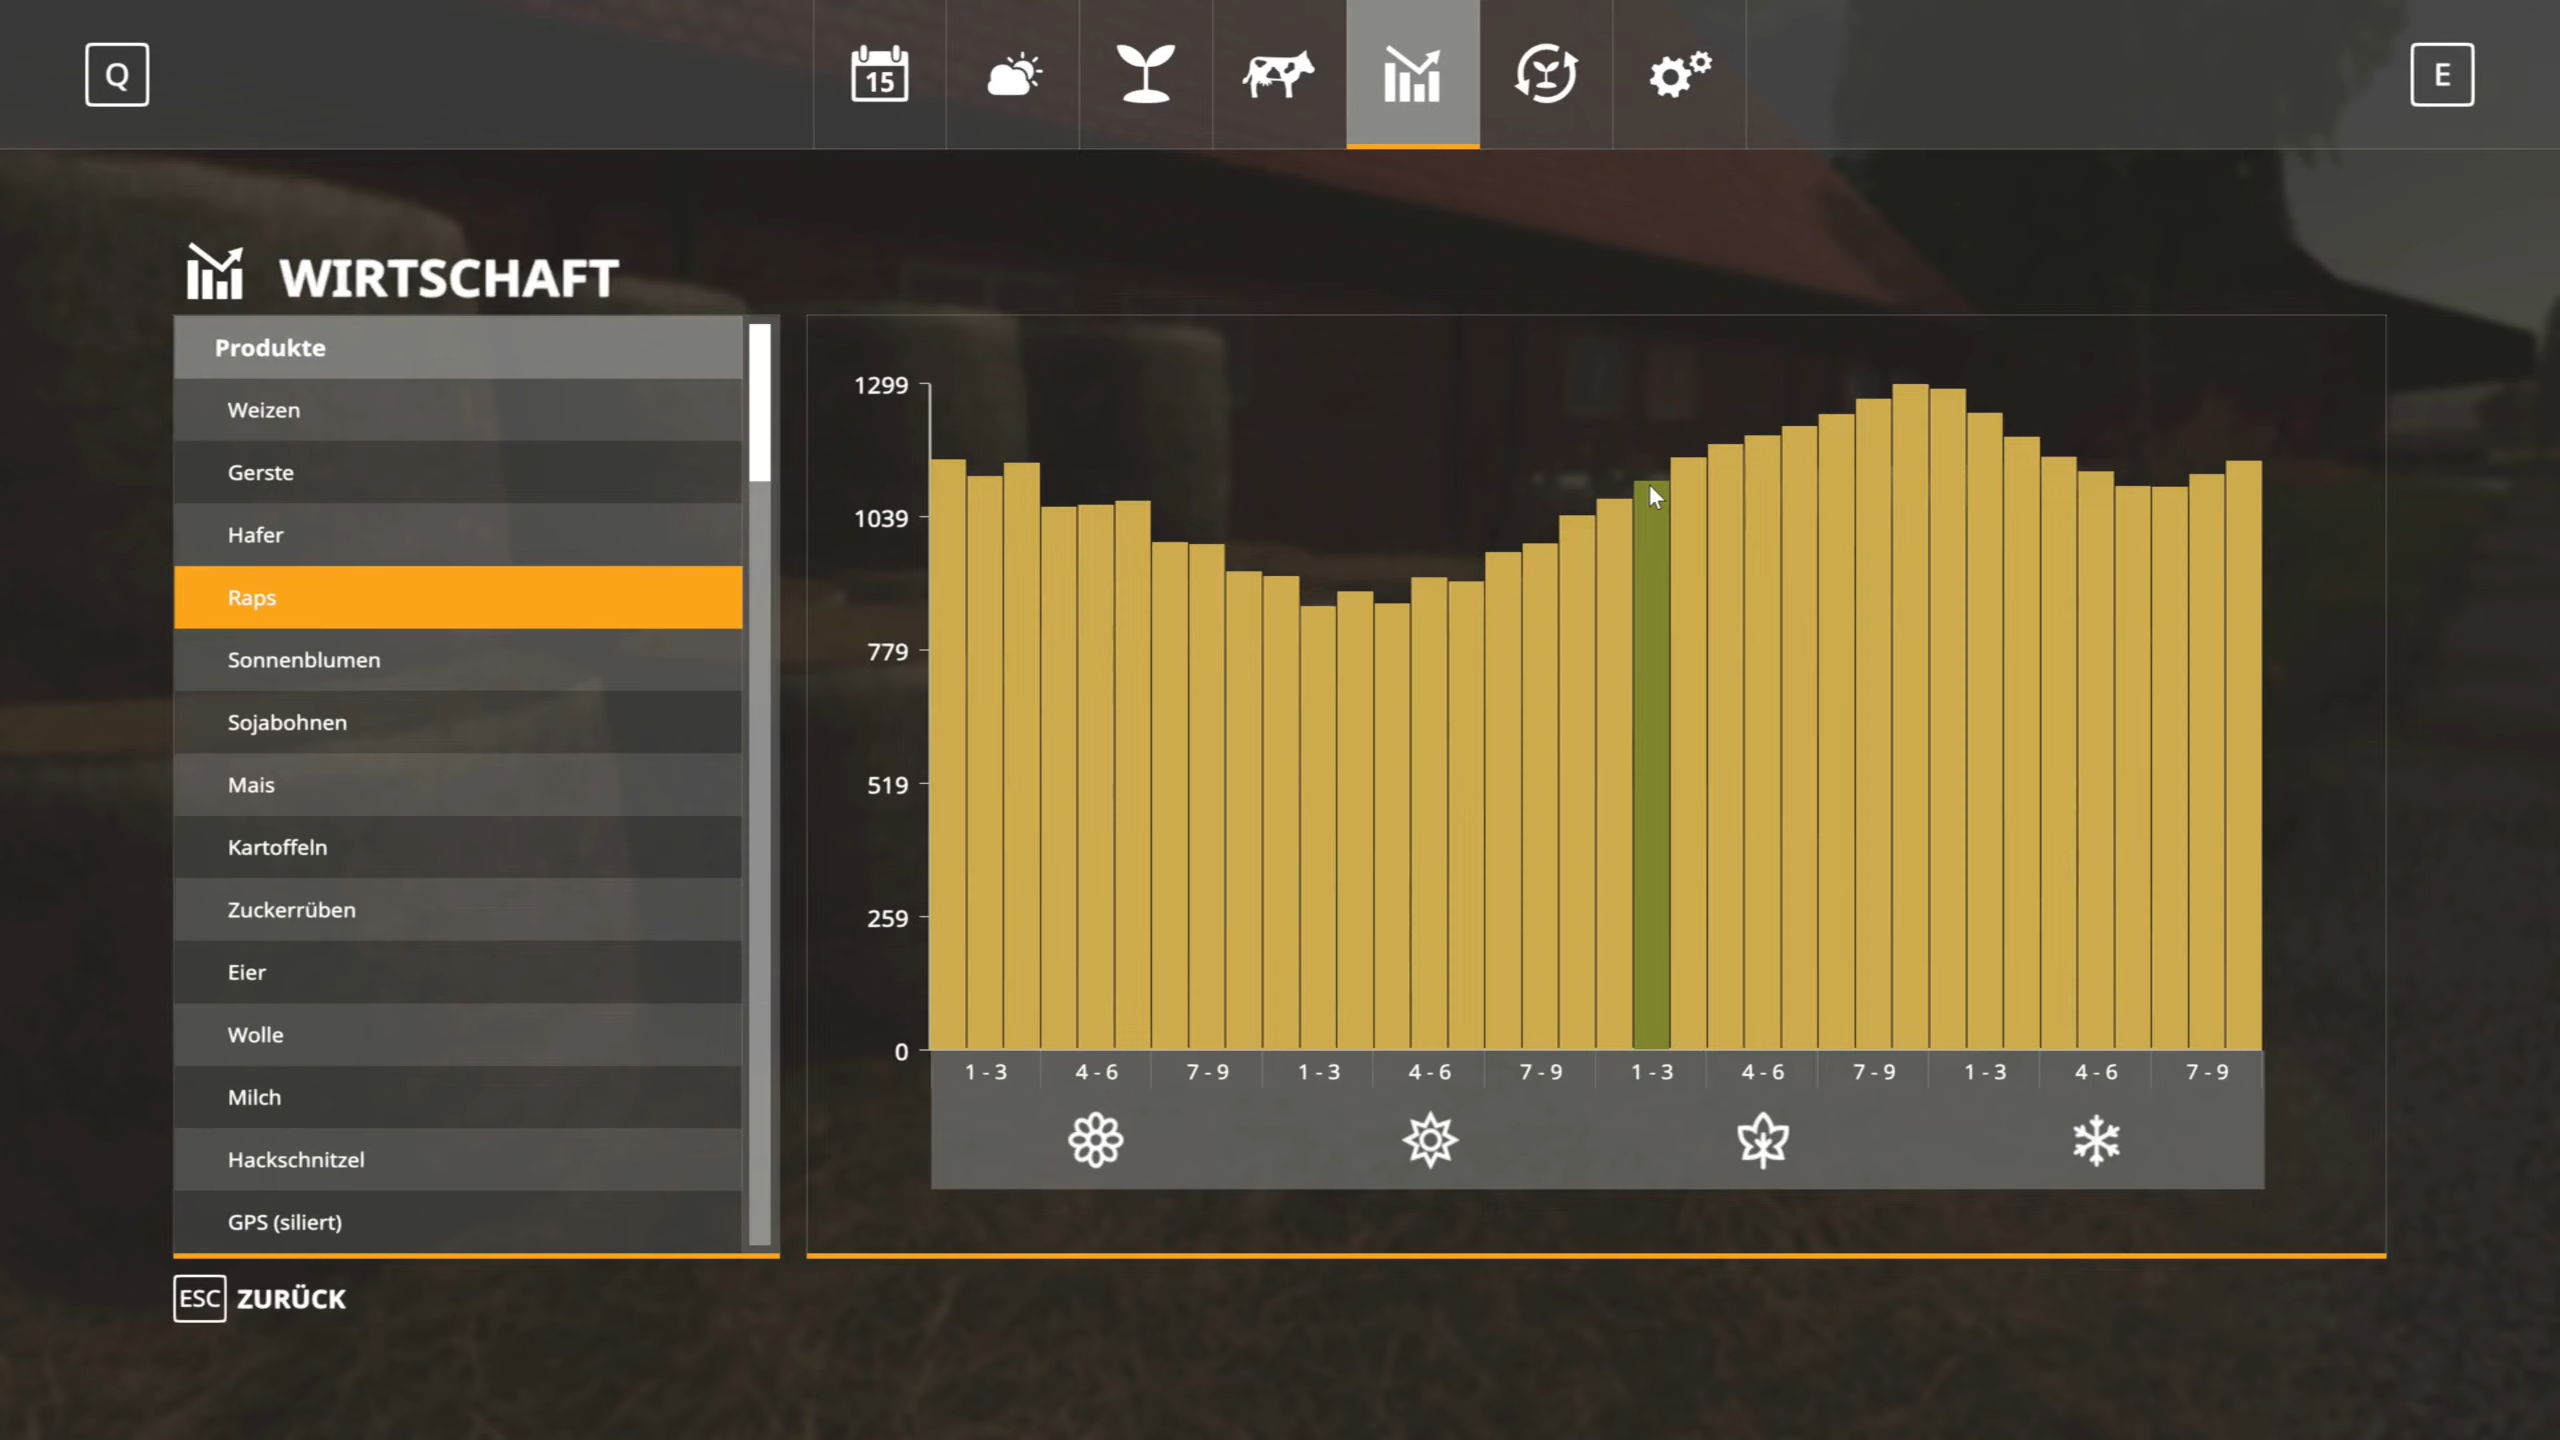 Q
15
E
WIRTSCHAFT
Produkte
Weizen
Gerste
Hafer
Raps
Sonnenblumen
Sojabohnen
Mais
Kartoffeln
Zuckerrüben
Eier
Wolle
Milch
Hackschnitzel
GPS (siliert)
1299
1039
779
519
259
0
1 - 3 4 - 6 7 - 9 1 - 3 4 - 6 7 - 9 1 - 3 4 - 6 7 - 9 1 - 3 4 - 6 7 - 9
ESC ZURÜCK